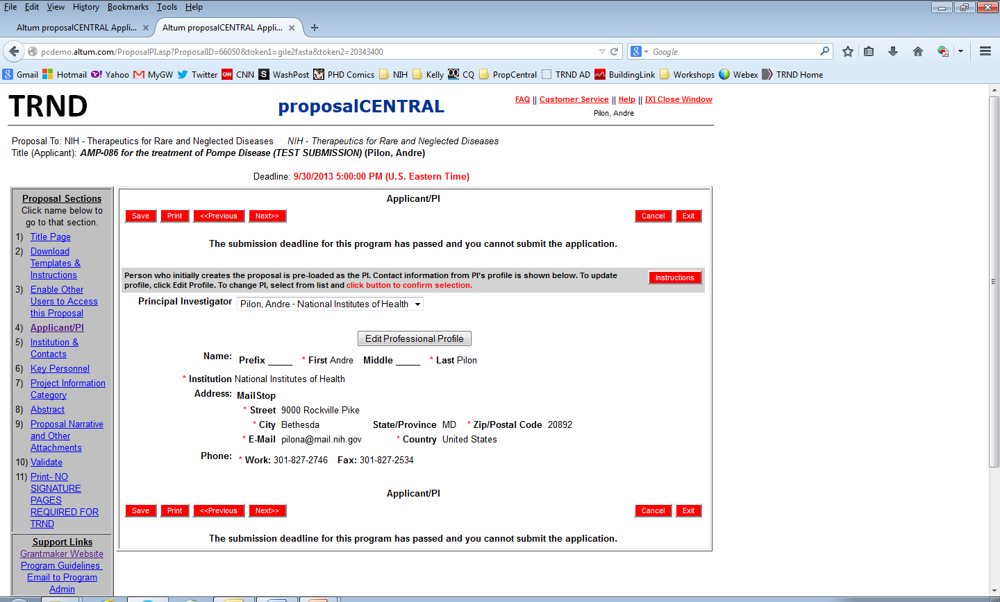 File Edit View History Bookmarks Tools Help
Altum proposalCENTRAL Appli... × Altum proposalCENTRAL Appli... × +
pcdemo.altum.com/ProposalPI.asp?ProposalID=66050&token1=gile2fasta&token2=20343400 Google
Gmail Hotmail Yahoo MyGW Twitter CNN WashPost PHD Comics NIH Kelly CQ PropCentral TRND AD BuildingLink Workshops Webex TRND Home
TRND proposalCENTRAL FAQ || Customer Service || Help || [X] Close Window
Pilon, Andre
Proposal To: NIH - Therapeutics for Rare and Neglected Diseases NIH - Therapeutics for Rare and Neglected Diseases
Title (Applicant): AMP-086 for the treatment of Pompe Disease (TEST SUBMISSION) (Pilon, Andre)
Deadline: 9/30/2013 5:00:00 PM (U.S. Eastern Time)
Proposal Sections
Click name below to
go to that section.
1) Title Page
2) Download
Templates &
Instructions
3) Enable Other
Users to Access
this Proposal
4) Applicant/PI
5) Institution &
Contacts
6) Key Personnel
7) Project Information
Category
8) Abstract
9) Proposal Narrative
and Other
Attachments
10) Validate
11) Print- NO
SIGNATURE
PAGES
REQUIRED FOR
TRND
Support Links
Grantmaker Website
Program Guidelines
Email to Program
Admin
Applicant/PI
Save Print <<Previous Next>> Cancel Exit
The submission deadline for this program has passed and you cannot submit the application.
Person who initially creates the proposal is pre-loaded as the PI. Contact information from PI's profile is shown below. To update
profile, click Edit Profile. To change PI, select from list and click button to confirm selection.
Instructions
Principal Investigator Pilon, Andre - National Institutes of Health
Edit Professional Profile
Name: Prefix _____ * First Andre Middle _____ * Last Pilon
* Institution National Institutes of Health
Address: MailStop
* Street 9000 Rockville Pike
* City Bethesda State/Province MD * Zip/Postal Code 20892
* E-Mail pilona@mail.nih.gov * Country United States
Phone: * Work: 301-827-2746 Fax: 301-827-2534
Applicant/PI
Save Print <<Previous Next>> Cancel Exit
The submission deadline for this program has passed and you cannot submit the application.